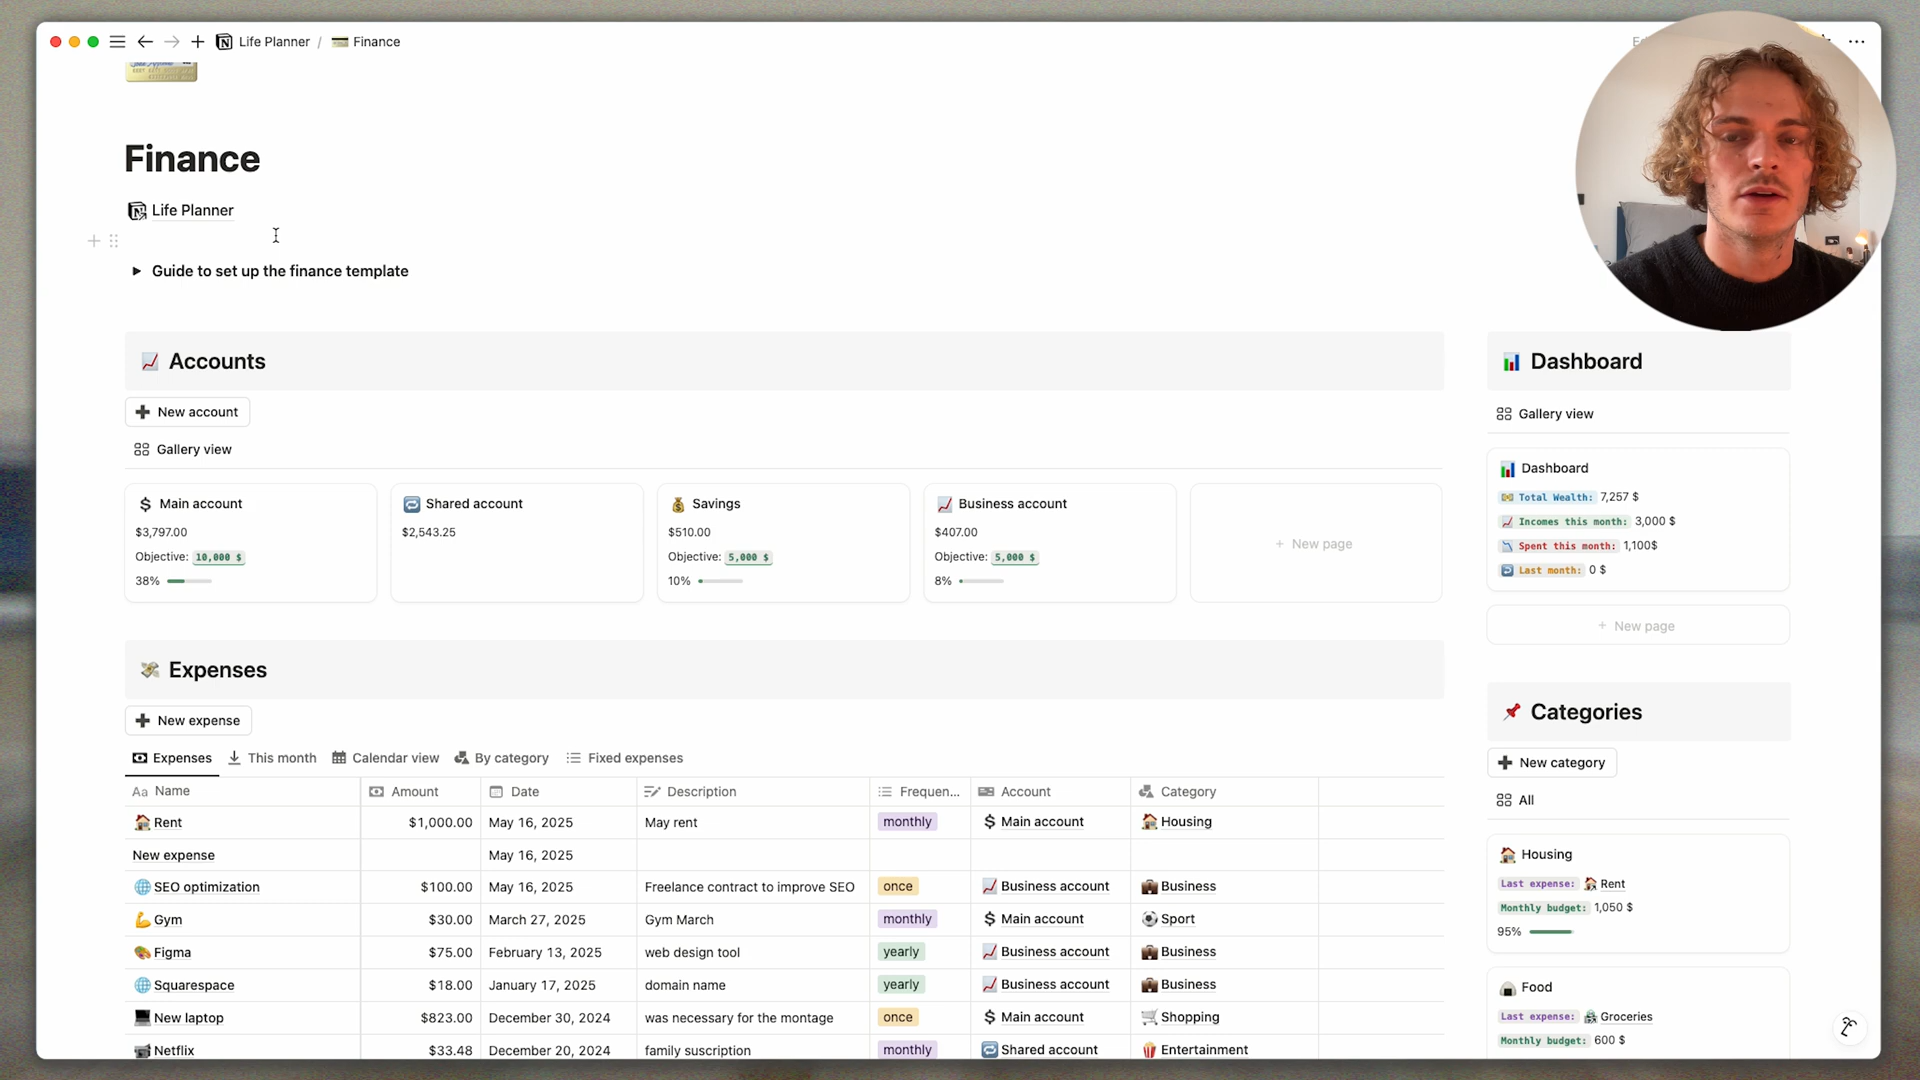 Life Planner / Finance
Finance
Life Planner
Guide to set up the finance template
Accounts
New account
Gallery view
Main account
$3,797.00
Objective: 10,000 $
38%
Shared account
$2,543.25
Savings
$510.00
Objective: 5,000 $
10%
Business account
$407.00
Objective: 5,000 $
8%
+ New page
Expenses
New expense
Expenses This month Calendar view By category Fixed expenses
Aa Name Amount Date Description Frequen... Account Category
Rent $1,000.00 May 16, 2025 May rent monthly Main account Housing
New expense May 16, 2025
SEO optimization $100.00 May 16, 2025 Freelance contract to improve SEO once Business account Business
Gym $30.00 March 27, 2025 Gym March monthly Main account Sport
Figma $75.00 February 13, 2025 web design tool yearly Business account Business
Squarespace $18.00 January 17, 2025 domain name yearly Business account Business
New laptop $823.00 December 30, 2024 was necessary for the montage once Main account Shopping
Netflix $33.48 December 20, 2024 family suscription monthly Shared account Entertainment
Dashboard
Gallery view
Dashboard
Total Wealth: 7,257 $
Incomes this month: 3,000 $
Spent this month: 1,100$
Last month: 0 $
+ New page
Categories
New category
All
Housing
Last expense: Rent
Monthly budget: 1,050 $
95%
Food
Last expense: Groceries
Monthly budget: 600 $